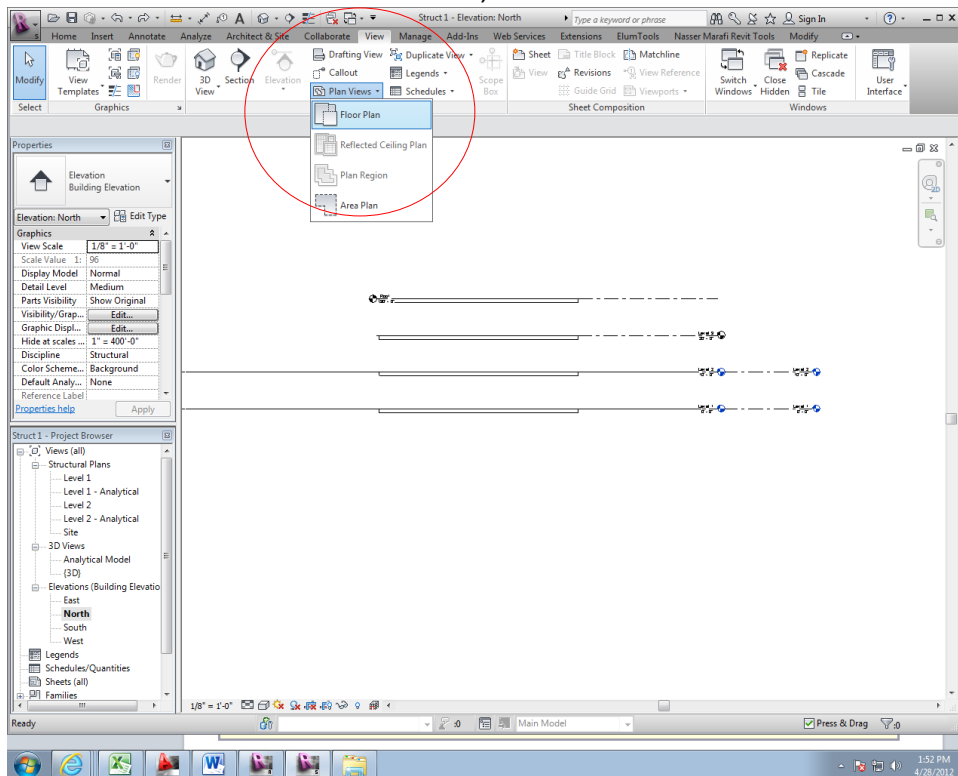 Struct 1 - Elevation: North
Type a keyword or phrase
Sign In
Home Insert Annotate Analyze Architect & Site Collaborate View Manage Add-Ins Web Services Extensions ElumTools Nasser Marafi Revit Tools Modify
Modify
View Templates
Render
3D View
Section
Elevation
Drafting View
Duplicate View
Callout
Legends
Plan Views
Schedules
Scope Box
Sheet
Title Block
Matchline
View
Revisions
View Reference
Guide Grid
Viewports
Switch Windows
Close Hidden
Replicate
Cascade
Tile
User Interface
Select
Graphics
Sheet Composition
Windows
Floor Plan
Reflected Ceiling Plan
Plan Region
Area Plan
Properties
Elevation
Building Elevation
Elevation: North
Edit Type
Graphics
View Scale 1/8" = 1'-0"
Scale Value 1: 96
Display Model Normal
Detail Level Medium
Parts Visibility Show Original
Visibility/Grap... Edit...
Graphic Displ... Edit...
Hide at scales ... 1" = 400'-0"
Discipline Structural
Color Scheme... Background
Default Analy... None
Reference Label
Properties help
Apply
Struct 1 - Project Browser
Views (all)
Structural Plans
Level 1
Level 1 - Analytical
Level 2
Level 2 - Analytical
Site
3D Views
Analytical Model
{3D}
Elevations (Building Elevatio
East
North
South
West
Legends
Schedules/Quantities
Sheets (all)
Families
1/8" = 1'-0"
Ready
:0
Main Model
Press & Drag
:0
1:52 PM
4/28/2012